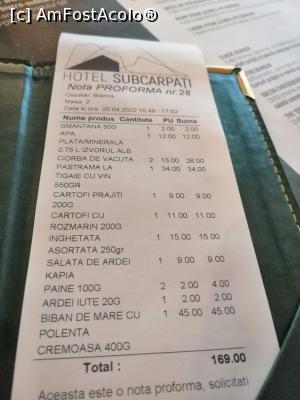 [c] AmFostAcolo®
HOTEL SUBCARPAȚI
Nota PROFORMA nr.28
Ospatar: Bianca
Masa: 2
Data si ora: 25.04.2022 15:49 - 17:02
Nume produs Cantitate PU Suma
SMANTANA 50G 1 2.00 2.00
APA 1 12.00 12.00
PLATA/MINERALA
0.75 L IZVORUL ALB
CIORBA DE VACUTA 2 13.00 26.00
PASTRAMA LA 1 34.00 34.00
TIGAIE CU VIN
550GR
CARTOFI PRAJITI 1 9.00 9.00
200G
CARTOFI CU 1 11.00 11.00
ROZMARIN 200G
INGHETATA 1 15.00 15.00
ASORTATA 250gr
SALATA DE ARDEI 1 9.00 9.00
KAPIA
PAINE 100G 2 2.00 4.00
ARDEI IUTE 20G 1 2.00 2.00
BIBAN DE MARE CU 1 45.00 45.00
POLENTA
CREMOASA 400G
Total : 169.00
Aceasta este o nota proforma, solicitati